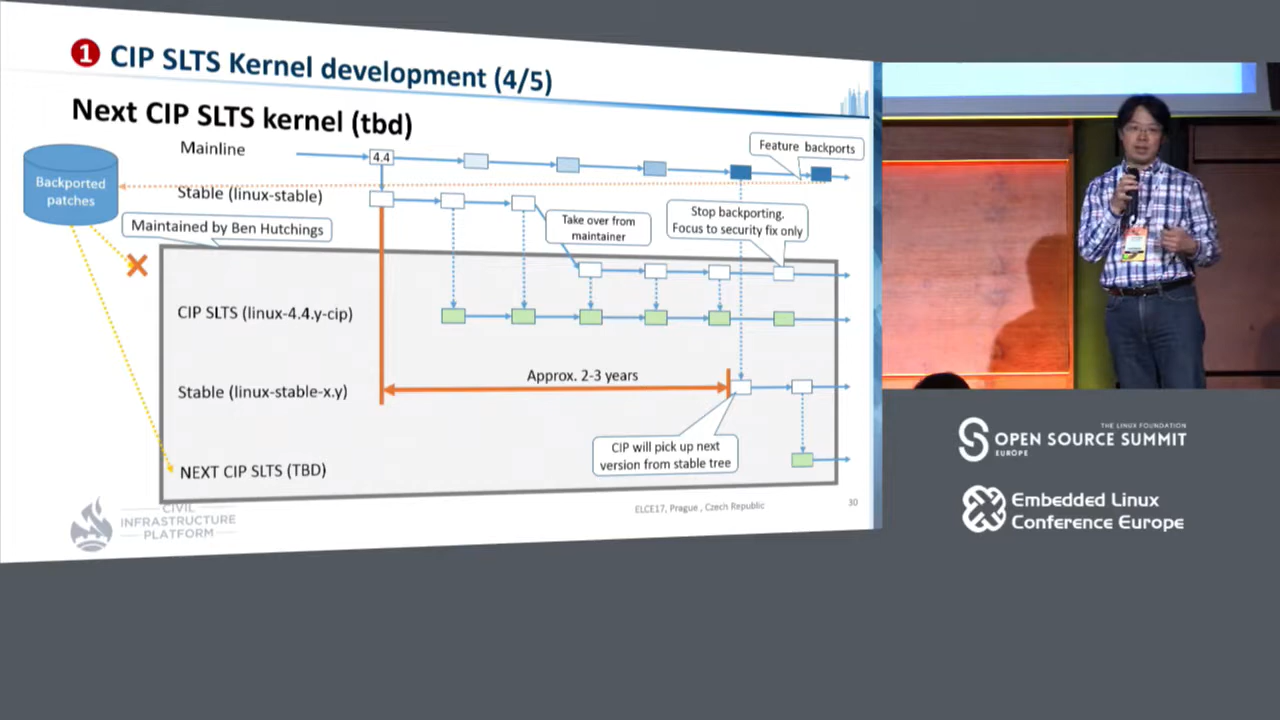 1 CIP SLTS Kernel development (4/5)
Next CIP SLTS kernel (tbd)
Mainline
4.4
Feature backports
Backported
patches
Stable (linux-stable)
Maintained by Ben Hutchings
Take over from
maintainer
Stop backporting.
Focus to security fix only
CIP SLTS (linux-4.4.y-cip)
Approx. 2-3 years
Stable (linux-stable-x.y)
CIP will pick up next
version from stable tree
NEXT CIP SLTS (TBD)
CIVIL
INFRASTRUCTURE
PLATFORM
ELCE17, Prague , Czech Republic
30
THE LINUX FOUNDATION
OPEN SOURCE SUMMIT
EUROPE
Embedded Linux
Conference Europe